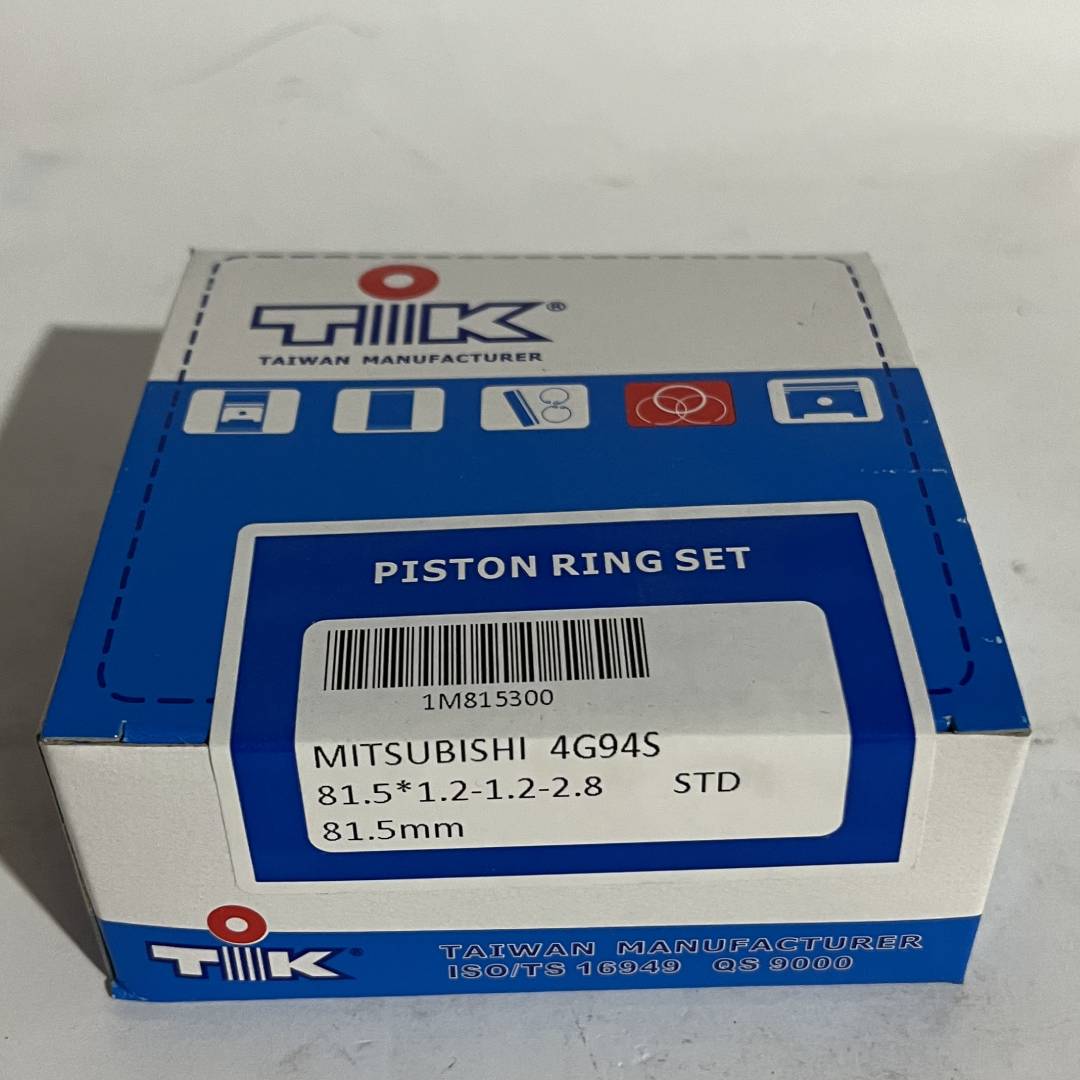 TIK®
TAIWAN MANUFACTURER
PISTON RING SET
1M815300
MITSUBISHI 4G94S
81.5*1.2-1.2-2.8 STD
81.5mm
TIK®
TAIWAN MANUFACTURER
ISO/TS 16949 QS 9000